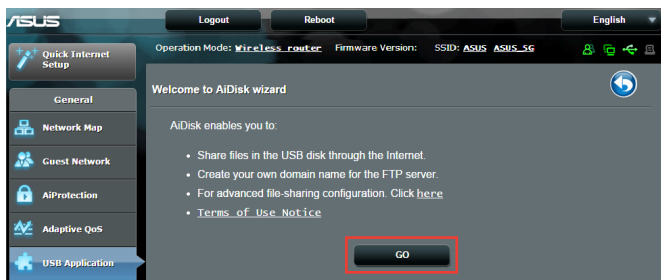 ASUS Logout Reboot English
Quick Internet Setup
Operation Mode: Wireless router Firmware Version: SSID: ASUS ASUS_5G
General
Network Map
Guest Network
AiProtection
Adaptive QoS
USB Application
Welcome to AiDisk wizard
AiDisk enables you to:
Share files in the USB disk through the Internet.
Create your own domain name for the FTP server.
For advanced file-sharing configuration. Click here
Terms of Use Notice
GO